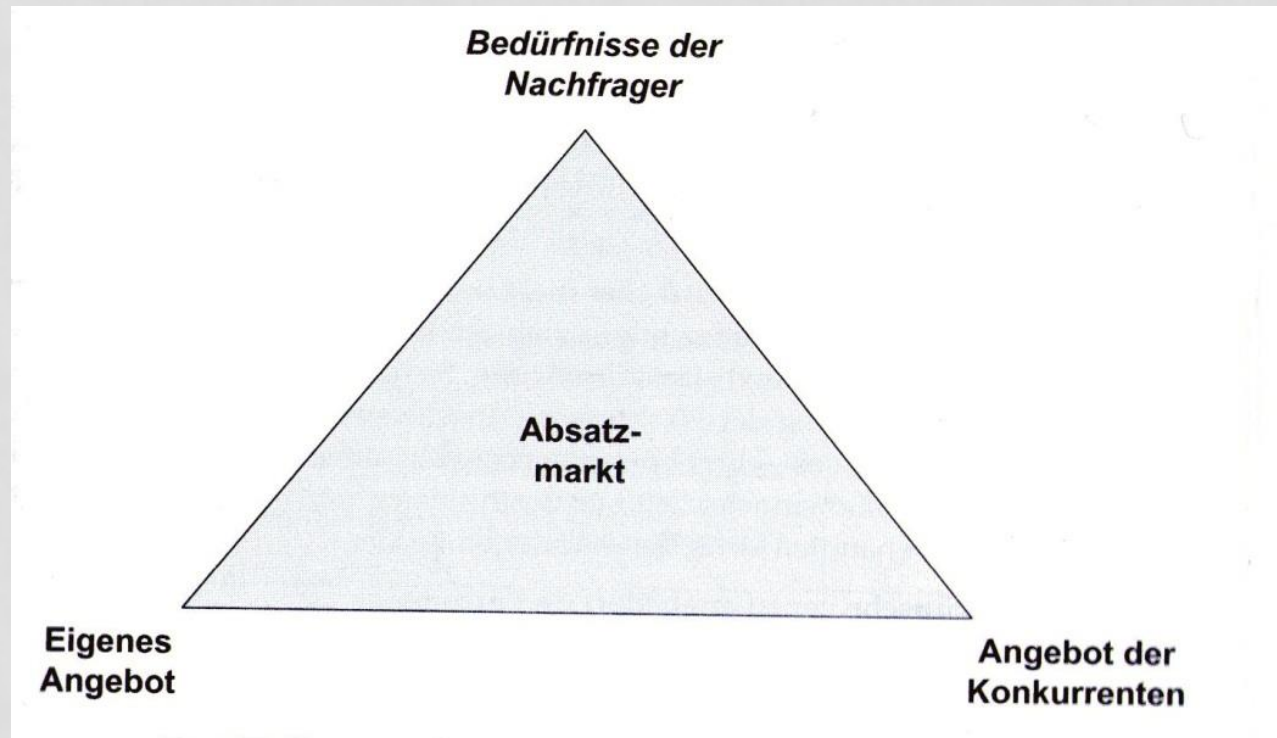 Bedürfnisse der
Nachfrager
Absatz-
markt
Eigenes
Angebot
Angebot der
Konkurrenten